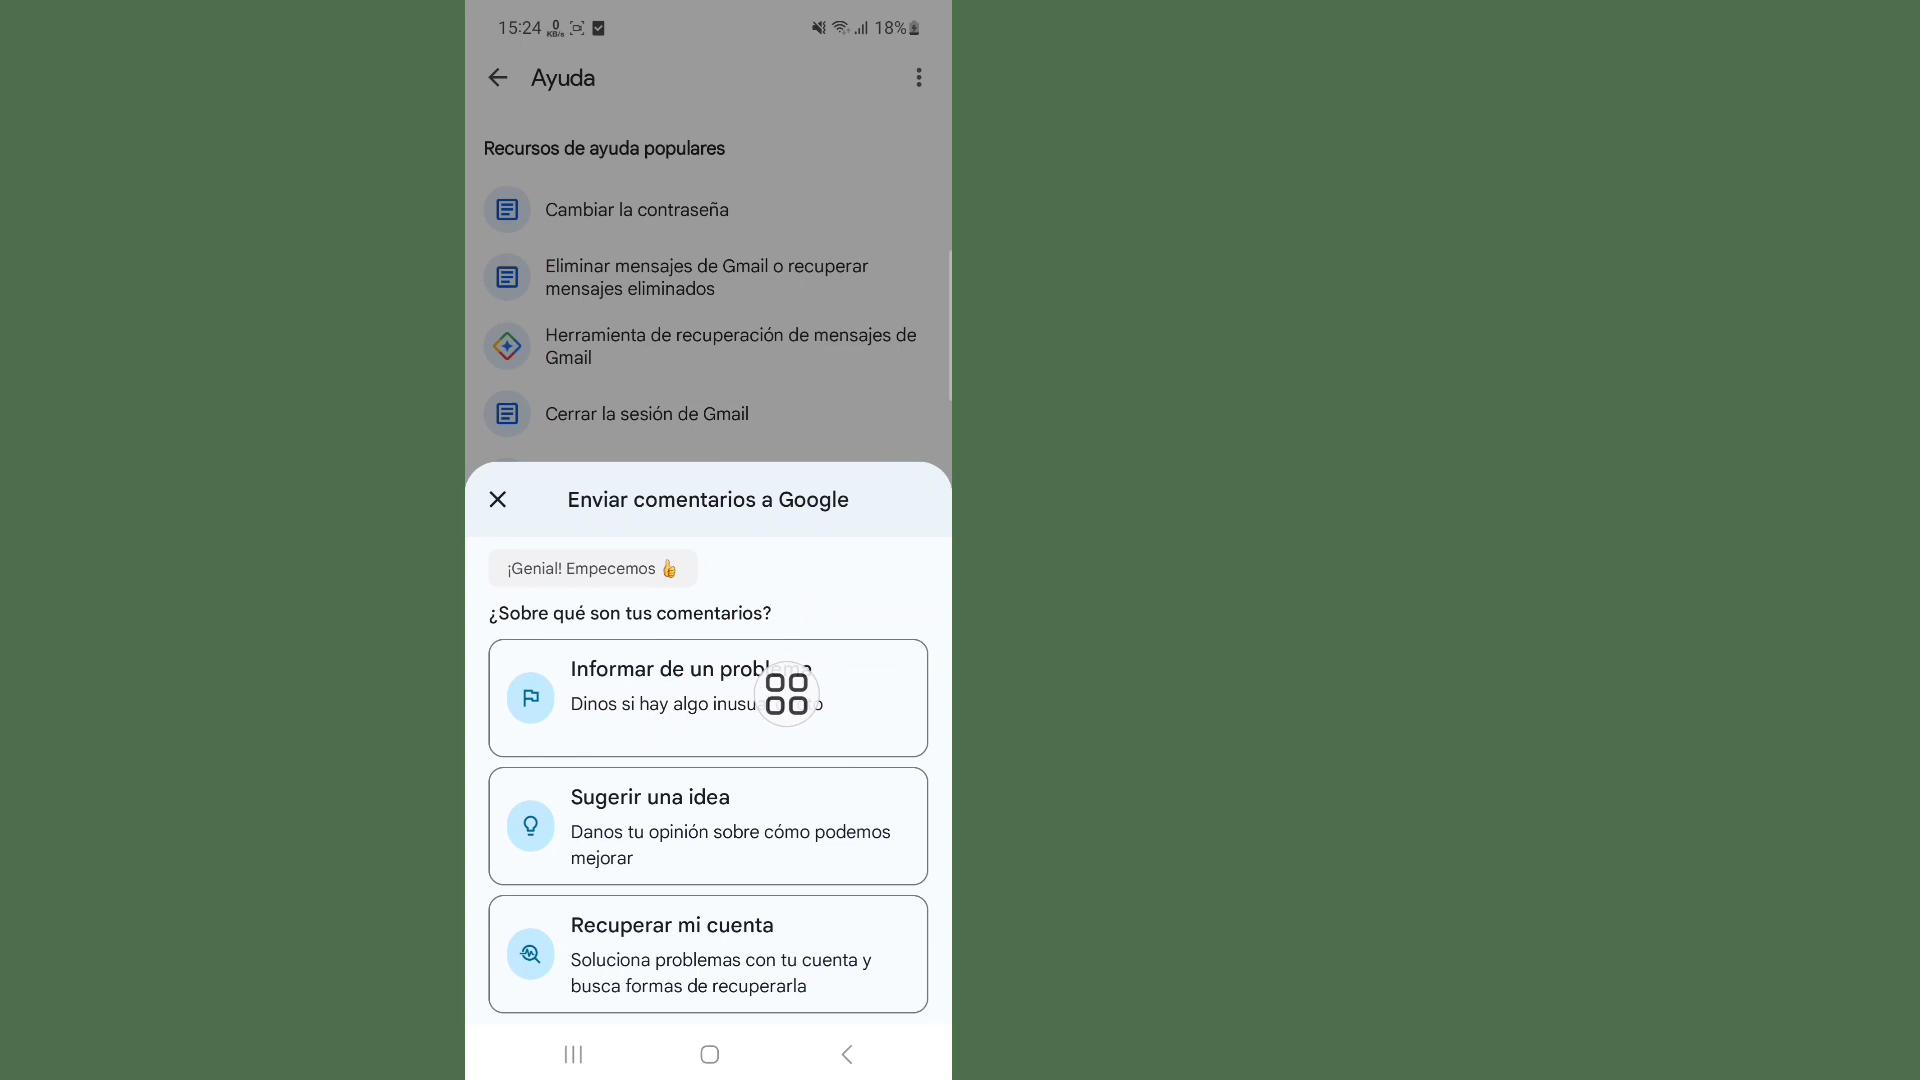 15:24 0 KB/s 18%
Ayuda
Recursos de ayuda populares
Cambiar la contraseña
Eliminar mensajes de Gmail o recuperar
mensajes eliminados
Herramienta de recuperación de mensajes de
Gmail
Cerrar la sesión de Gmail
Enviar comentarios a Google
¡Genial! Empecemos 👍
¿Sobre qué son tus comentarios?
Informar de un problema
Dinos si hay algo
Sugerir una idea
Danos tu opinión sobre cómo podemos
mejorar
Recuperar mi cuenta
Soluciona problemas con tu cuenta y
busca formas de recuperarla